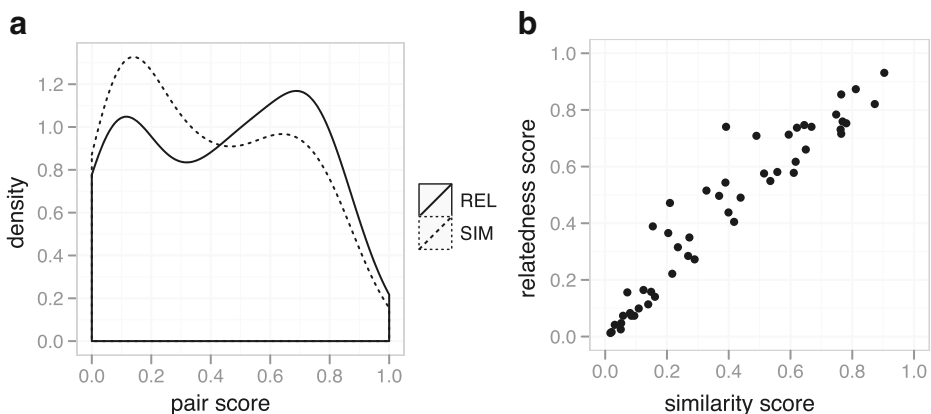 a
density
1.2
1.0
0.8
0.6
0.4
0.2
0.0
0.0 0.2 0.4 0.6 0.8 1.0
pair score
REL
SIM
b
relatedness score
1.0
0.8
0.6
0.4
0.2
0.0
0.0 0.2 0.4 0.6 0.8 1.0
similarity score